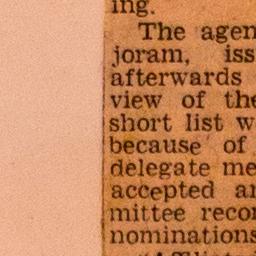 ing.
The agen
joram, iss
afterwards
view of the
short list w
because of
delegate me
accepted an
mittee reco
nominations